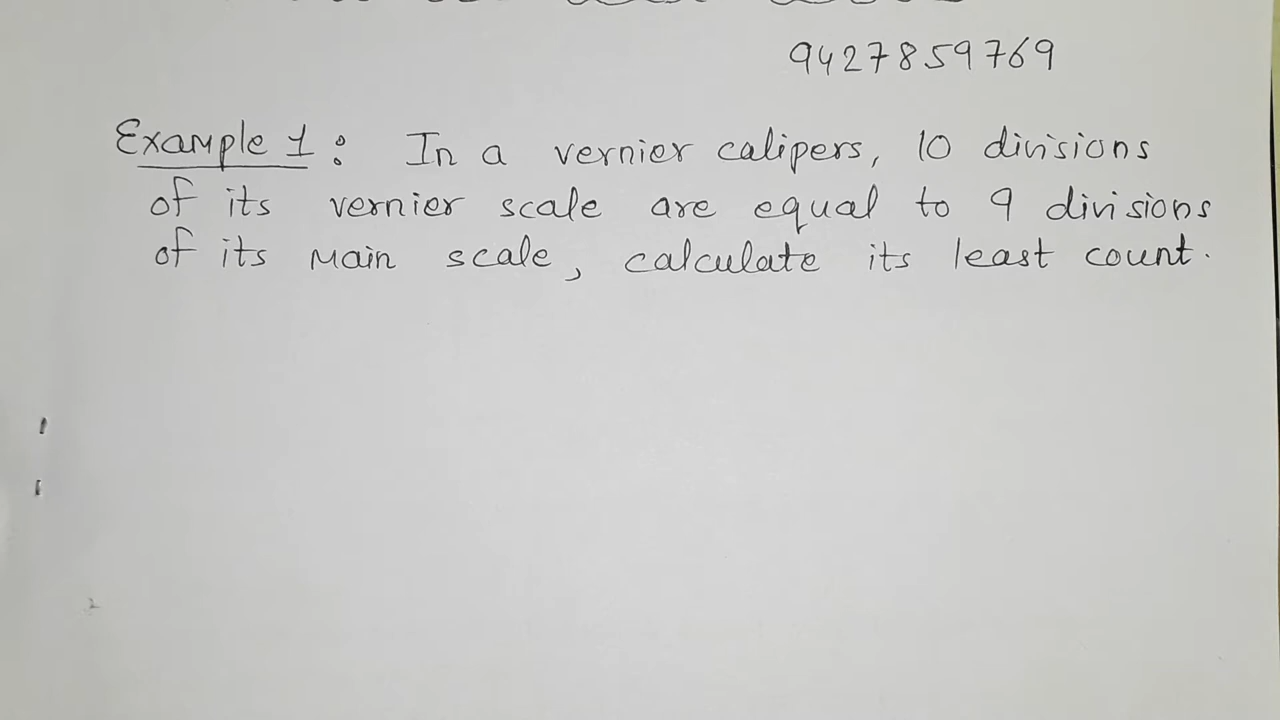 9427859769
Example 1 : In a vernier calipers, 10 divisions
of its vernier scale are equal to 9 divisions
of its main scale, calculate its least count.